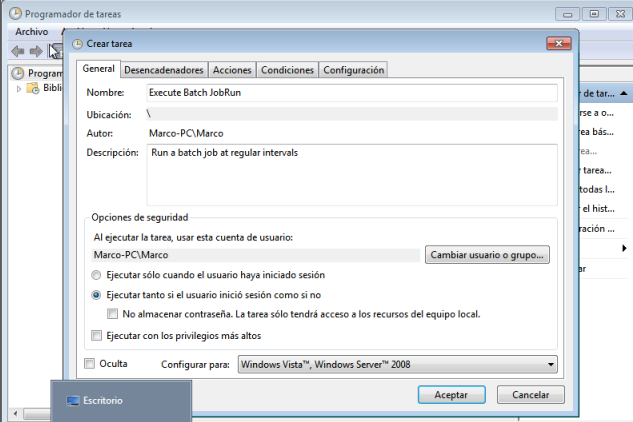 Programador de tareas
Archivo
Crear tarea
General Desencadenadores Acciones Condiciones Configuración
Program
Bibli
Nombre: Execute Batch JobRun
Ubicación: \
Autor: Marco-PC\Marco
Descripción: Run a batch job at regular intervals
Opciones de seguridad
Al ejecutar la tarea, usar esta cuenta de usuario:
Marco-PC\Marco Cambiar usuario o grupo...
Ejecutar sólo cuando el usuario haya iniciado sesión
Ejecutar tanto si el usuario inició sesión como si no
No almacenar contraseña. La tarea sólo tendrá acceso a los recursos del equipo local.
Ejecutar con los privilegios más altos
Oculta Configurar para: Windows Vista™, Windows Server™ 2008
Aceptar Cancelar
Escritorio
de tar...
rse a o...
ea bás...
ea...
tarea...
todas l...
el hist...
ración ...
ar